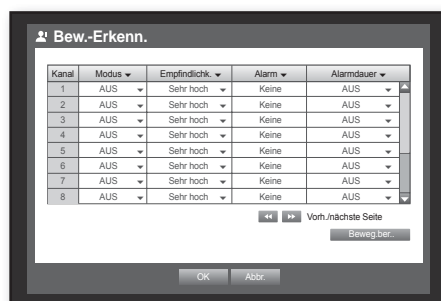 Bew.-Erkenn.
Kanal Modus Empfindlichk. Alarm Alarmdauer
1 AUS Sehr hoch Keine AUS
2 AUS Sehr hoch Keine AUS
3 AUS Sehr hoch Keine AUS
4 AUS Sehr hoch Keine AUS
5 AUS Sehr hoch Keine AUS
6 AUS Sehr hoch Keine AUS
7 AUS Sehr hoch Keine AUS
8 AUS Sehr hoch Keine AUS
Vorh./nächste Seite
Beweg.ber..
OK Abbr.